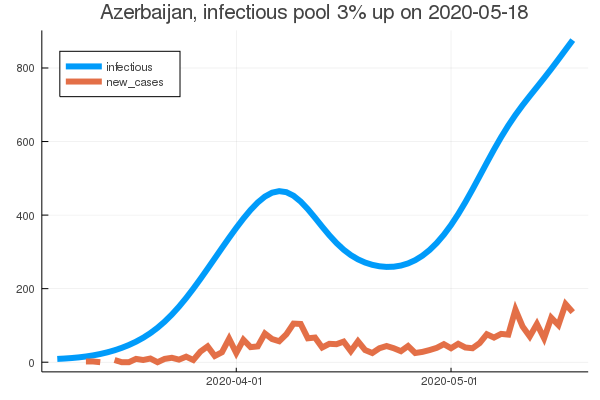 Azerbaijan, infectious pool 3% up on 2020-05-18
infectious
new_cases
800
600
400
200
0
2020-04-01
2020-05-01